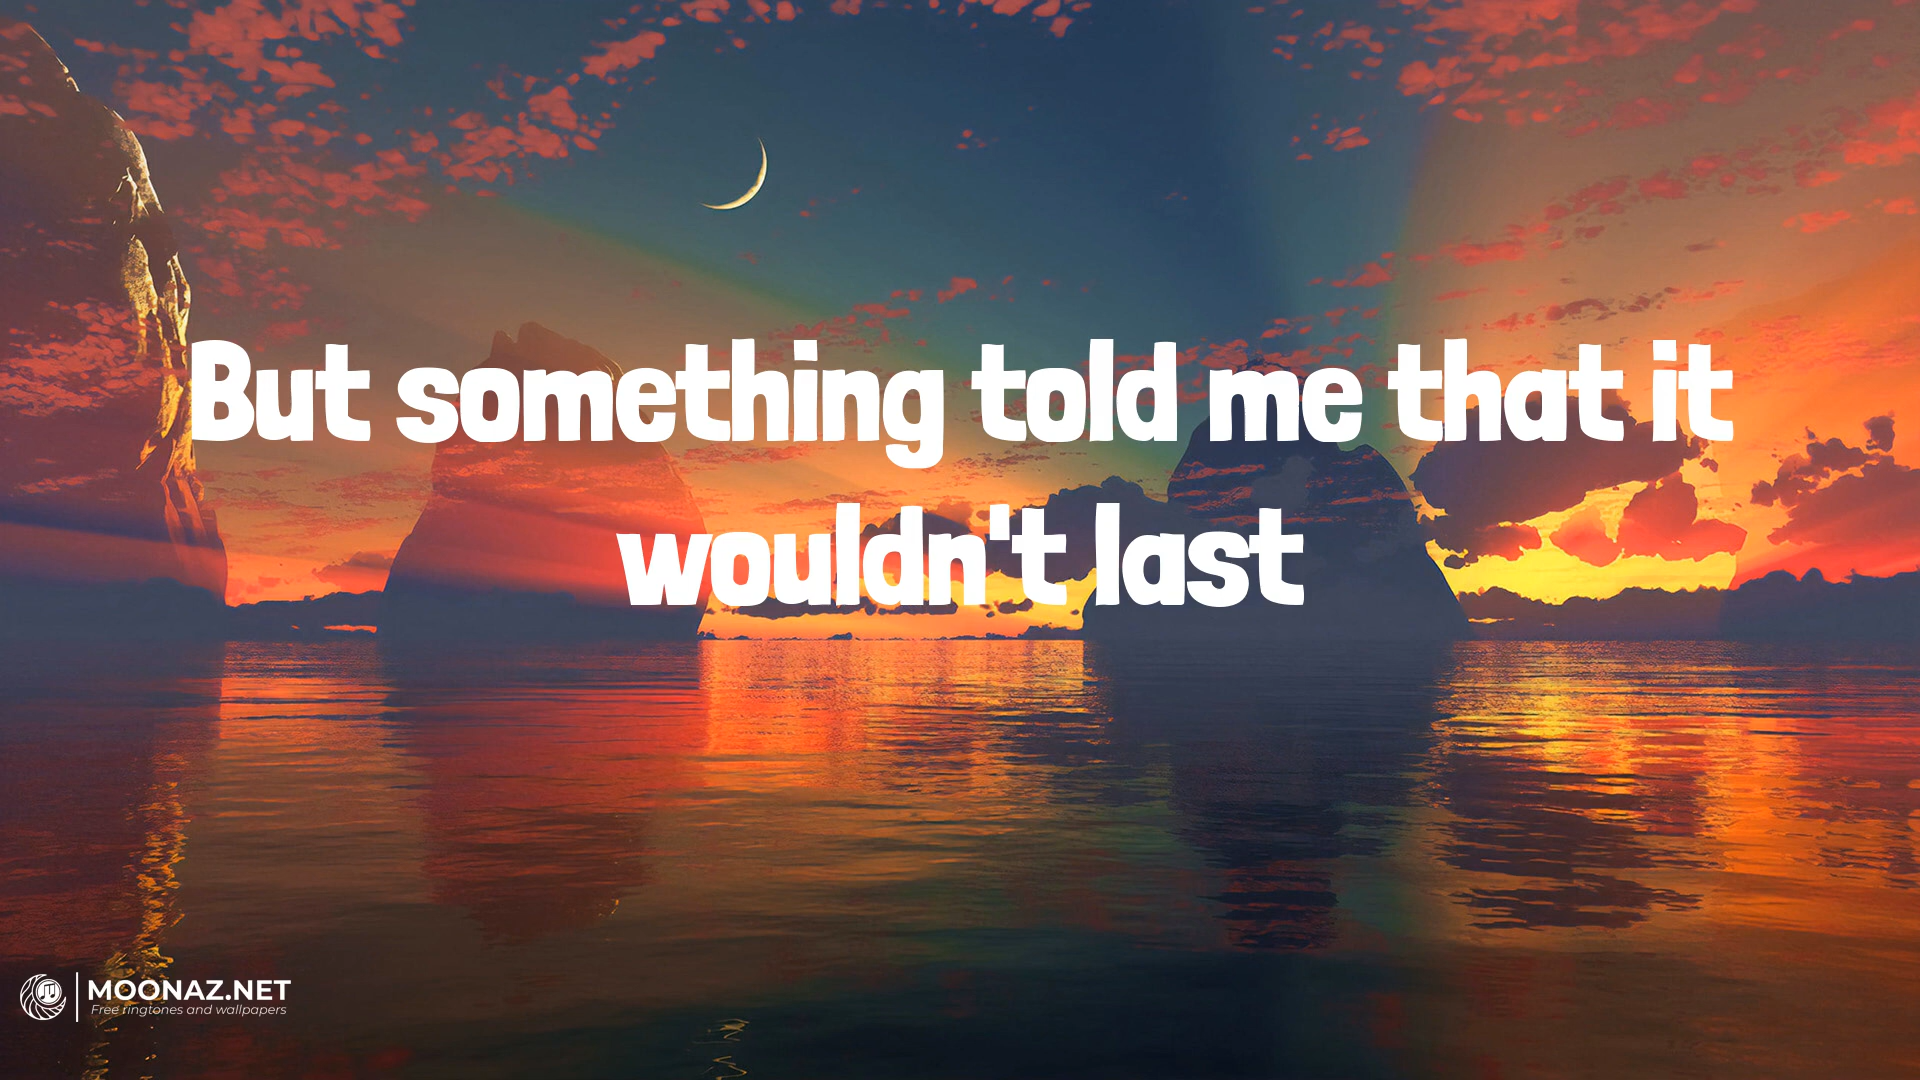 But something told me that it
wouldn't last
MOONAZ.NET
Free ringtones and wallpapers